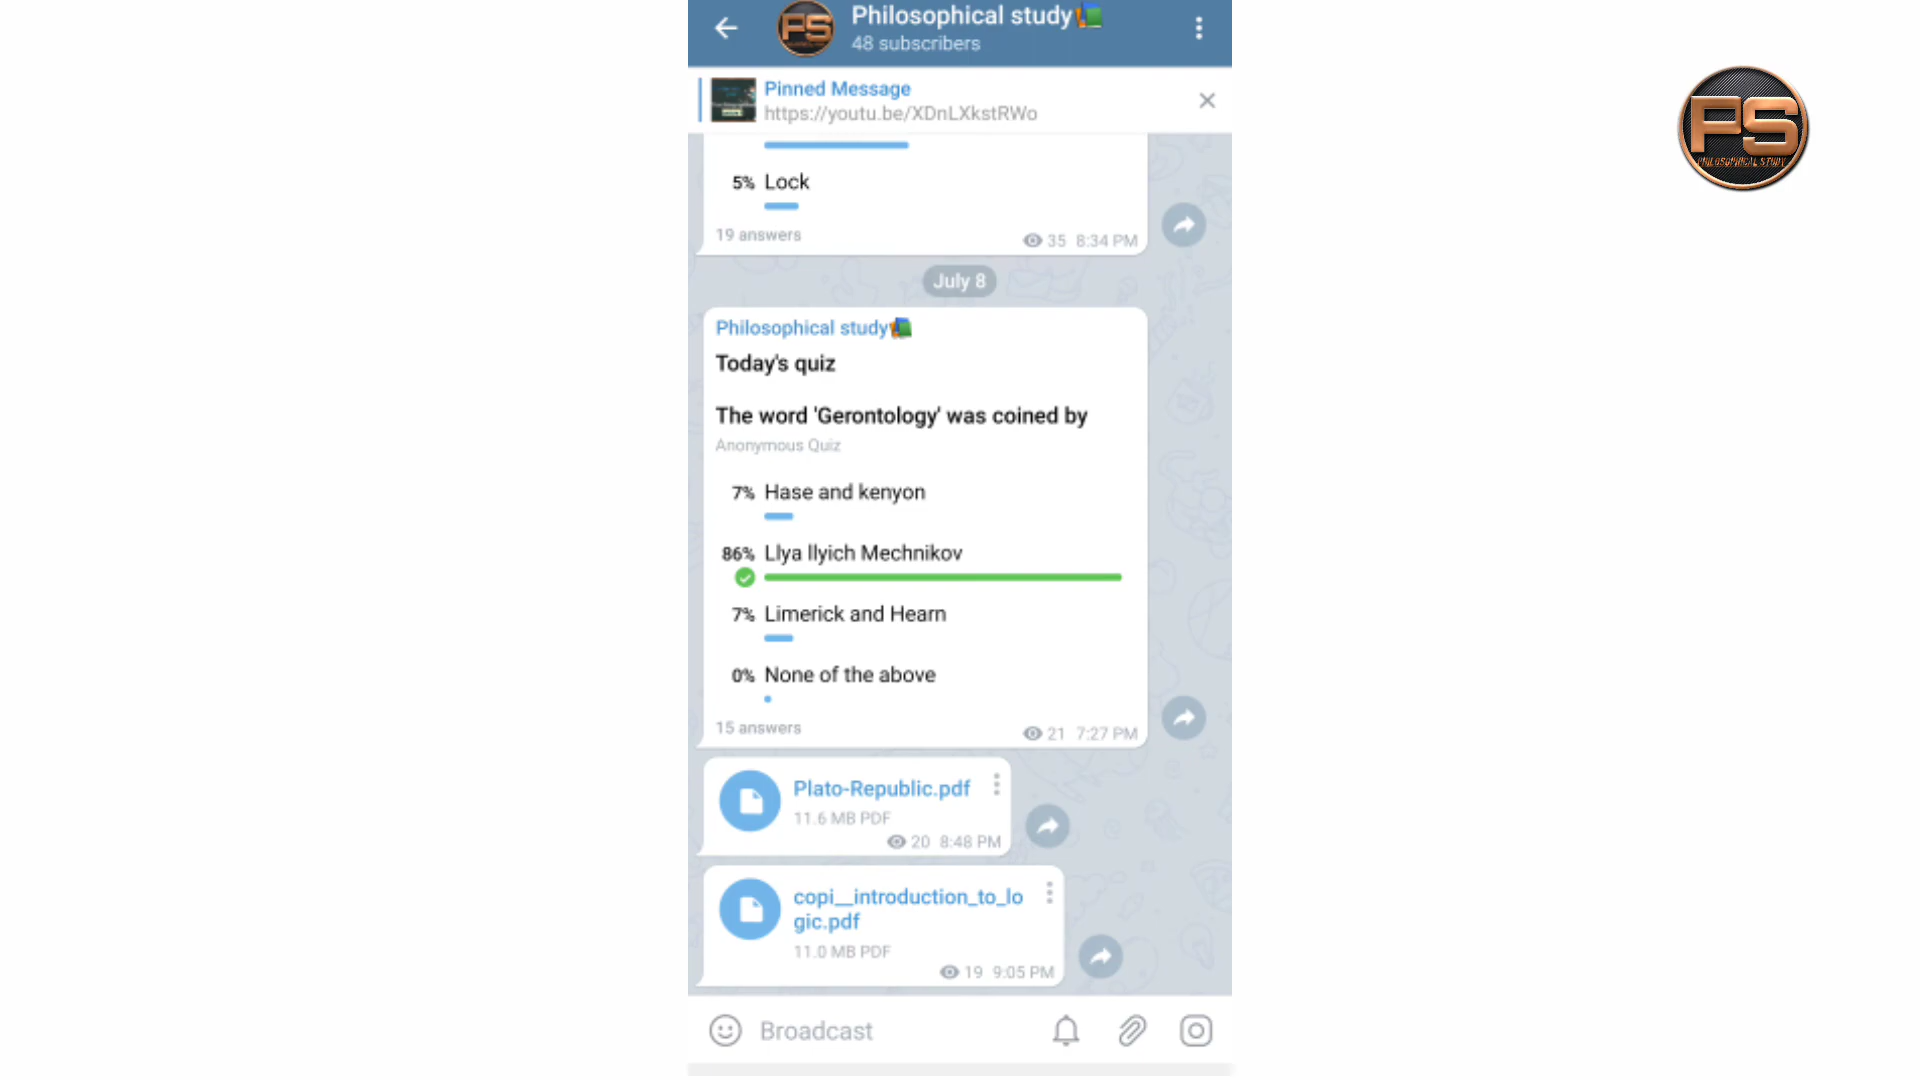 Philosophical study
48 subscribers
PS
PHILOSOPHICAL STUDY
Pinned Message
https://youtu.be/XDnLXkstRWo
5% Lock
19 answers
35 8:34 PM
July 8
Philosophical study
Today's quiz
The word 'Gerontology' was coined by
Anonymous Quiz
7% Hase and kenyon
86% Llya llyich Mechnikov
7% Limerick and Hearn
0% None of the above
15 answers
21 7:27 PM
Plato-Republic.pdf
11.6 MB PDF
20 8:48 PM
copi__introduction_to_lo
gic.pdf
11.0 MB PDF
19 9:05 PM
Broadcast